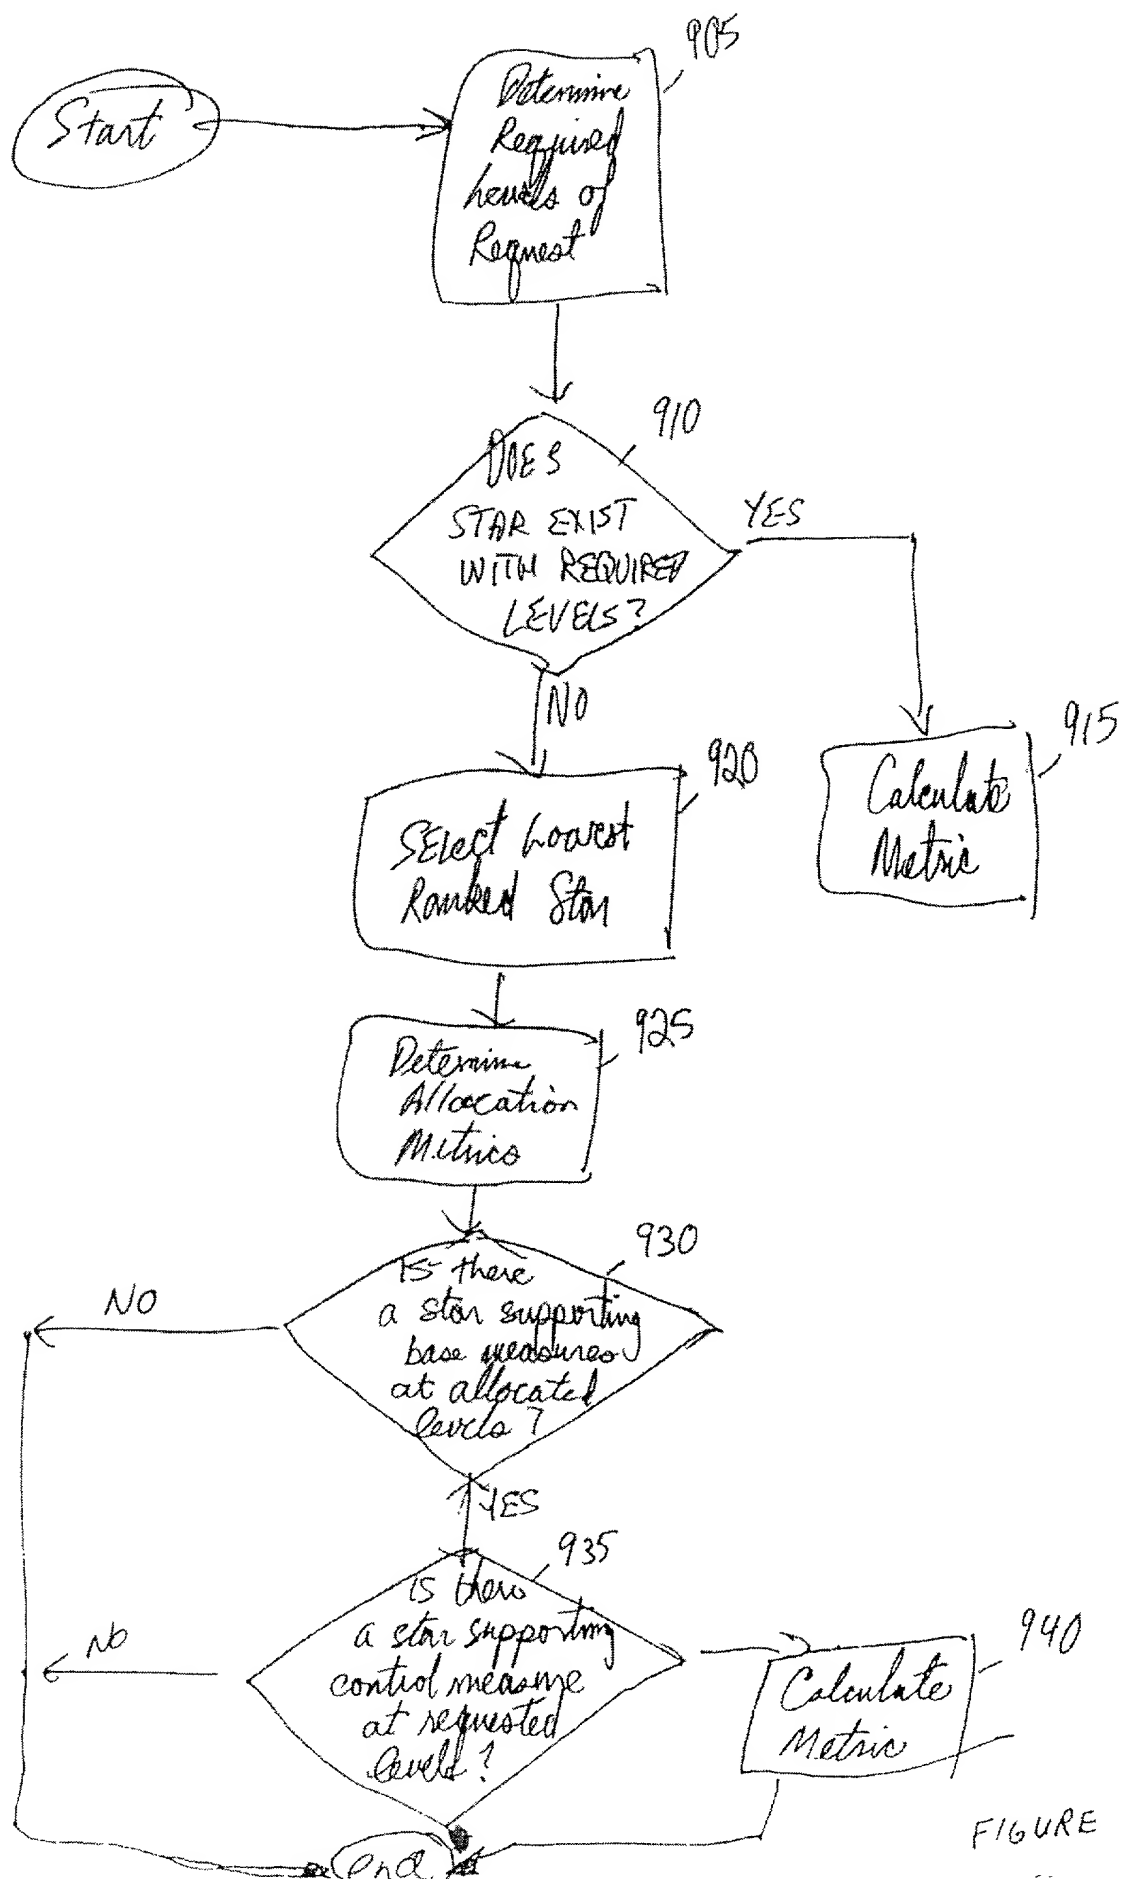 905
Start
Determine
Required
Levels of
Request
910
DOES
STAR EXIST
WITH REQUIRED
LEVELS?
YES
NO
915
Calculate
Metric
920
SELect Lowest
Ranked Star
925
Determine
Allocation
Metrics
930
Is there
a star supporting
base measures
at allocated
levels?
NO
YES
935
Is there
a star supporting
control measure
at requested
levels?
NO
940
Calculate
Metric
FIGURE
end